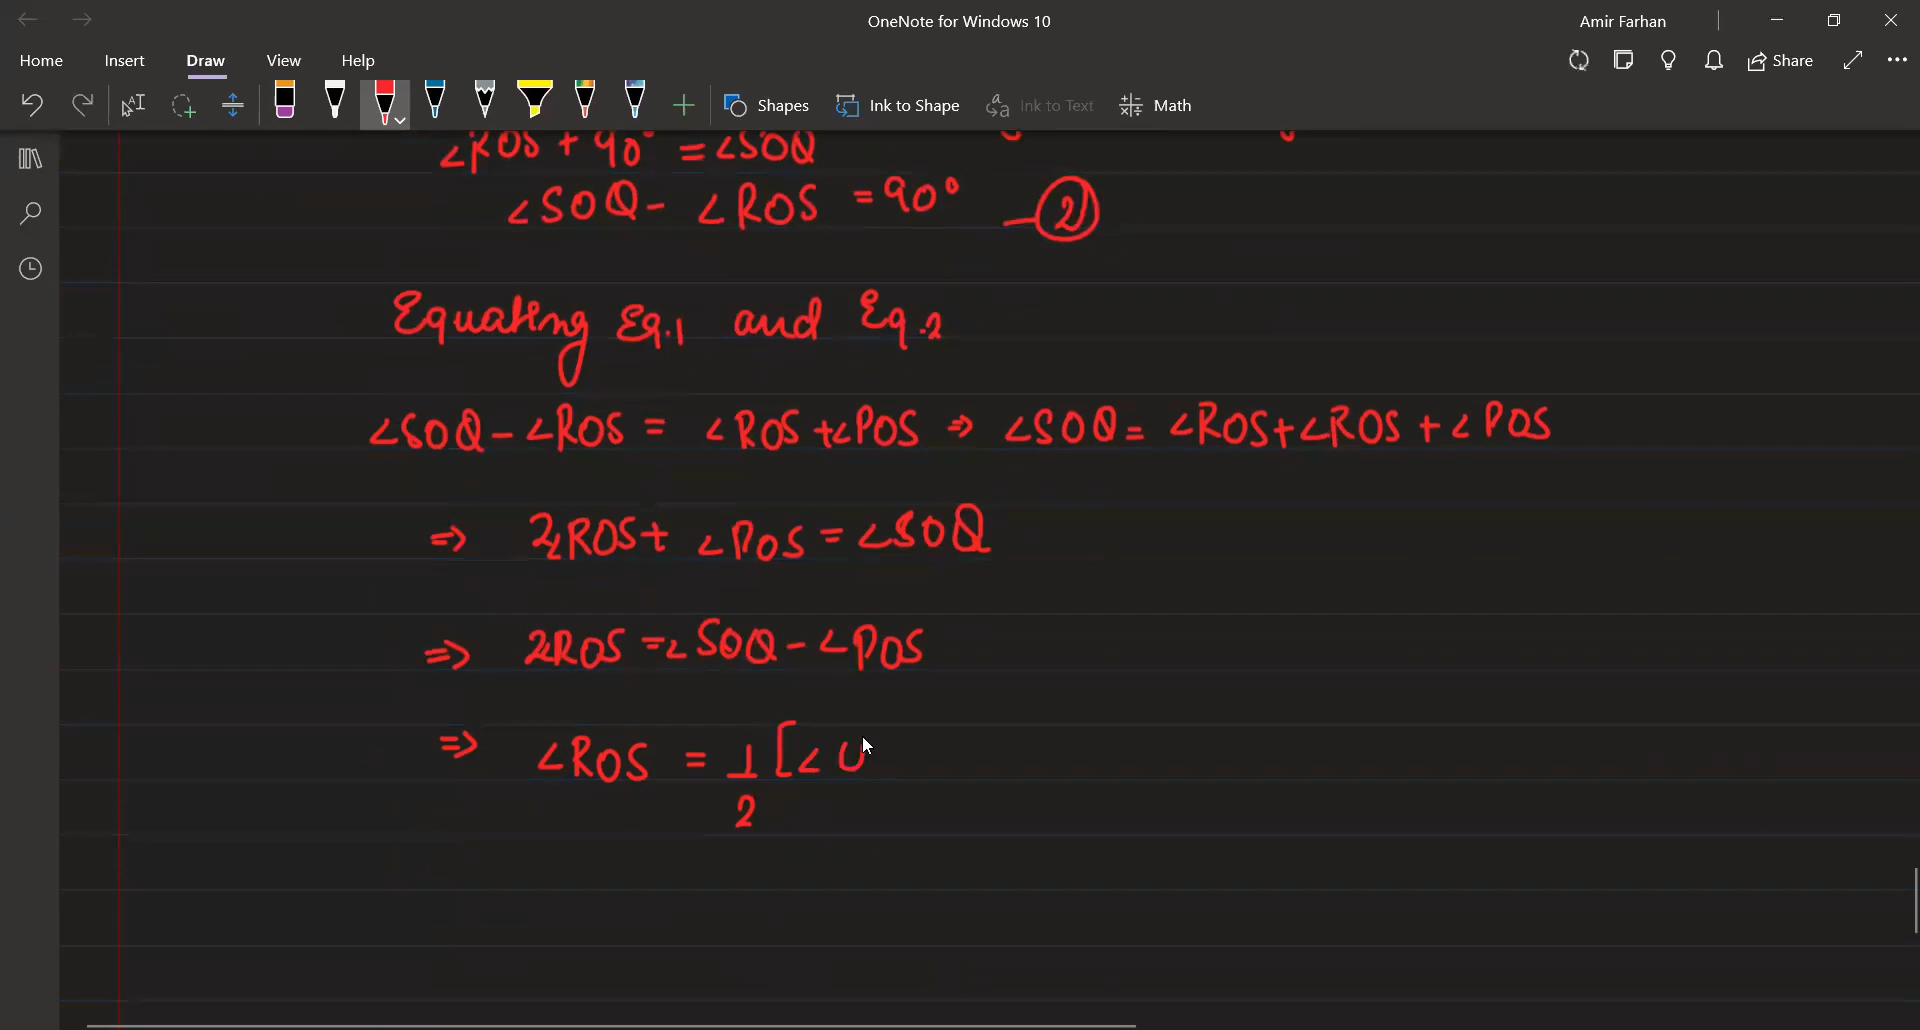 OneNote for Windows 10
Amir Farhan
Home Insert Draw View Help
Share
Shapes Ink to Shape Ink to Text Math
∠ROS + 90° = ∠SOQ
∠SOQ - ∠ROS = 90° — ②
Equating Eq.1 and Eq.2
∠SOQ - ∠ROS = ∠ROS + ∠POS ⇒ ∠SOQ = ∠ROS + ∠ROS + ∠POS
⇒ 2∠ROS + ∠POS = ∠SOQ
⇒ 2ROS = ∠SOQ - ∠POS
⇒ ∠ROS = 1/2 [∠